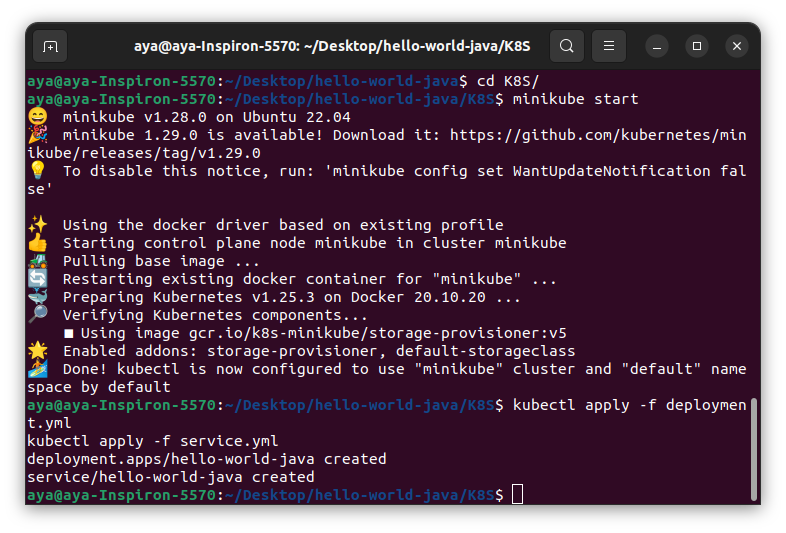 aya@aya-Inspiron-5570: ~/Desktop/hello-world-java/K8S
aya@aya-Inspiron-5570:~/Desktop/hello-world-java$ cd K8S/
aya@aya-Inspiron-5570:~/Desktop/hello-world-java/K8S$ minikube start
😄  minikube v1.28.0 on Ubuntu 22.04
🎉  minikube 1.29.0 is available! Download it: https://github.com/kubernetes/min
ikube/releases/tag/v1.29.0
💡  To disable this notice, run: 'minikube config set WantUpdateNotification fal
se'
✨  Using the docker driver based on existing profile
👍  Starting control plane node minikube in cluster minikube
🚜  Pulling base image ...
🔄  Restarting existing docker container for "minikube" ...
🐳  Preparing Kubernetes v1.25.3 on Docker 20.10.20 ...
🔎  Verifying Kubernetes components...
    ■ Using image gcr.io/k8s-minikube/storage-provisioner:v5
🌟  Enabled addons: storage-provisioner, default-storageclass
🏄  Done! kubectl is now configured to use "minikube" cluster and "default" name
space by default
aya@aya-Inspiron-5570:~/Desktop/hello-world-java/K8S$ kubectl apply -f deploymen
t.yml
kubectl apply -f service.yml
deployment.apps/hello-world-java created
service/hello-world-java created
aya@aya-Inspiron-5570:~/Desktop/hello-world-java/K8S$